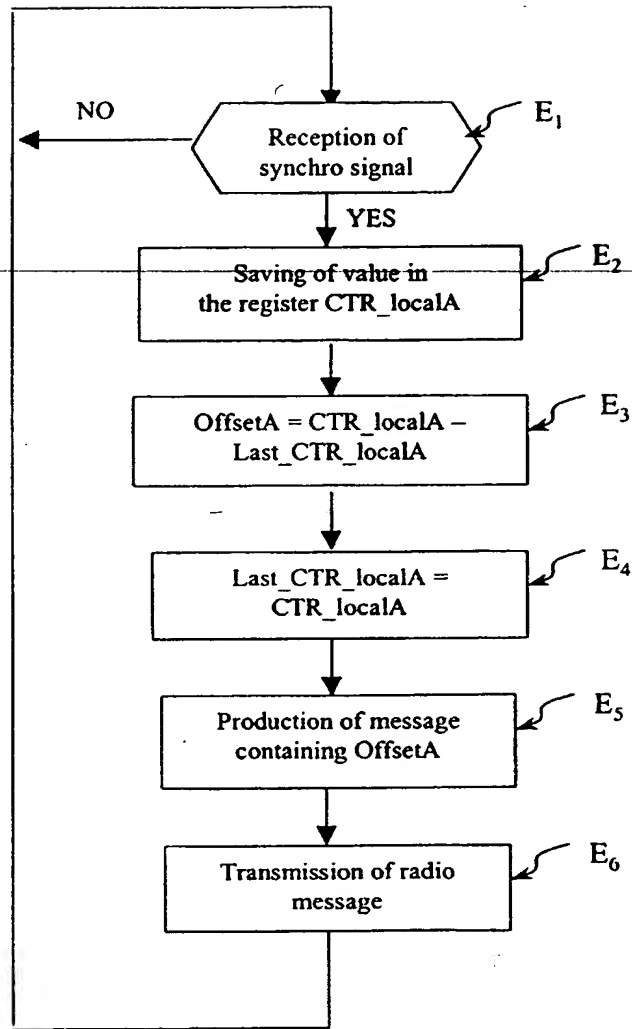 NO
Reception of
synchro signal
E₁
YES
Saving of value in
the register CTR_localA
E₂
OffsetA = CTR_localA –
Last_CTR_localA
E₃
Last_CTR_localA =
CTR_localA
E₄
Production of message
containing OffsetA
E₅
Transmission of radio
message
E₆